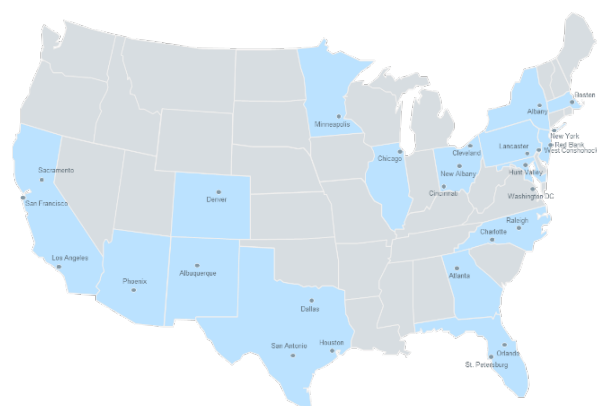 Boston
Albany
Minneapolis
New York
Red Bank
West Conshohocken
Lancaster
Cleveland
Chicago
Hunt Valley
New Albany
Sacramento
Cincinnati
Washington DC
Denver
San Francisco
Raleigh
Charlotte
Los Angeles
Albuquerque
Atlanta
Phoenix
Dallas
Houston
San Antonio
Orlando
St. Petersburg